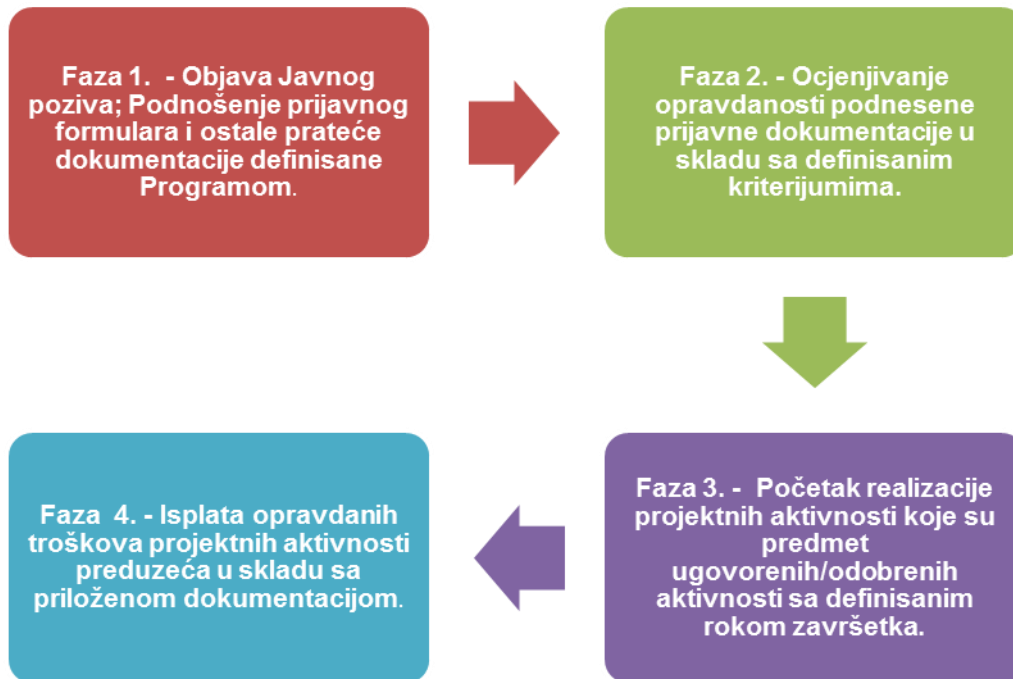 Faza 1. - Objava Javnog
poziva; Podnošenje prijavnog
formulara i ostale prateće
dokumentacije definisane
Programom.
Faza 2. - Ocjenjivanje
opravdanosti podnesene
prijavne dokumentacije u
skladu sa definisanim
kriterijumima.
Faza 3. - Početak realizacije
projektnih aktivnosti koje su
predmet
ugovorenih/odobrenih
aktivnosti sa definisanim
rokom završetka.
Faza 4. - Isplata opravdanih
troškova projektnih aktivnosti
preduzeća u skladu sa
priloženom dokumentacijom.